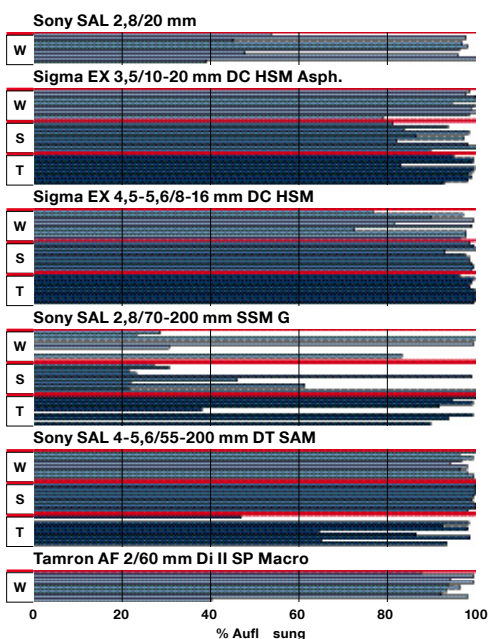 Sony SAL 2,8/20 mm
W
Sigma EX 3,5/10-20 mm DC HSM Asph.
W
S
T
Sigma EX 4,5-5,6/8-16 mm DC HSM
W
S
T
Sony SAL 2,8/70-200 mm SSM G
W
S
T
Sony SAL 4-5,6/55-200 mm DT SAM
W
S
T
Tamron AF 2/60 mm Di II SP Macro
W
0 20 40 60 80 100
% Aufl sung